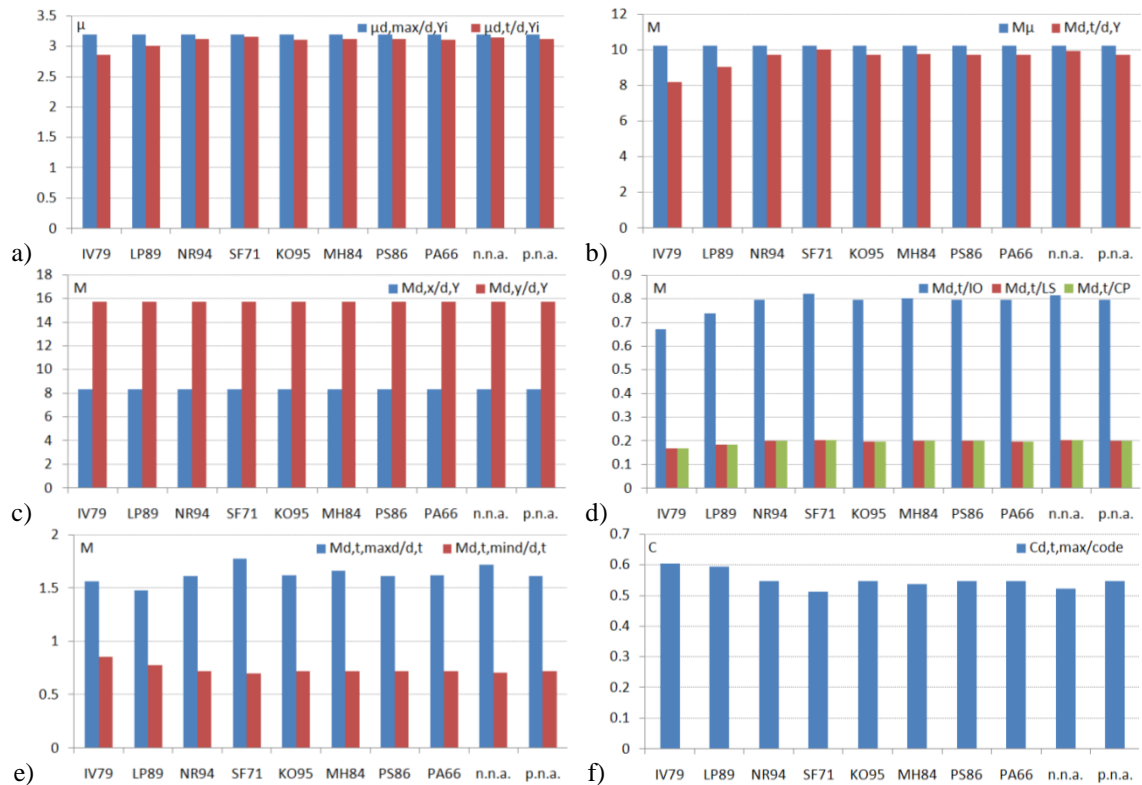 μ
μd,max/d,Yi μd,t/d,Yi
3.5
3
2.5
2
1.5
1
0.5
0
IV79 LP89 NR94 SF71 KO95 MH84 PS86 PA66 n.n.a. p.n.a.
a)
M
Mμ Md,t/d,Y
12
10
8
6
4
2
0
IV79 LP89 NR94 SF71 KO95 MH84 PS86 PA66 n.n.a. p.n.a.
b)
M
Md,x/d,Y Md,y/d,Y
18
16
14
12
10
8
6
4
2
0
IV79 LP89 NR94 SF71 KO95 MH84 PS86 PA66 n.n.a. p.n.a.
c)
M
Md,t/IO Md,t/LS Md,t/CP
0.9
0.8
0.7
0.6
0.5
0.4
0.3
0.2
0.1
0
IV79 LP89 NR94 SF71 KO95 MH84 PS86 PA66 n.n.a. p.n.a.
d)
M
Md,t,maxd/d,t Md,t,mind/d,t
2
1.5
1
0.5
0
IV79 LP89 NR94 SF71 KO95 MH84 PS86 PA66 n.n.a. p.n.a.
e)
C
Cd,t,max/code
0.7
0.6
0.5
0.4
0.3
0.2
0.1
0
IV79 LP89 NR94 SF71 KO95 MH84 PS86 PA66 n.n.a. p.n.a.
f)